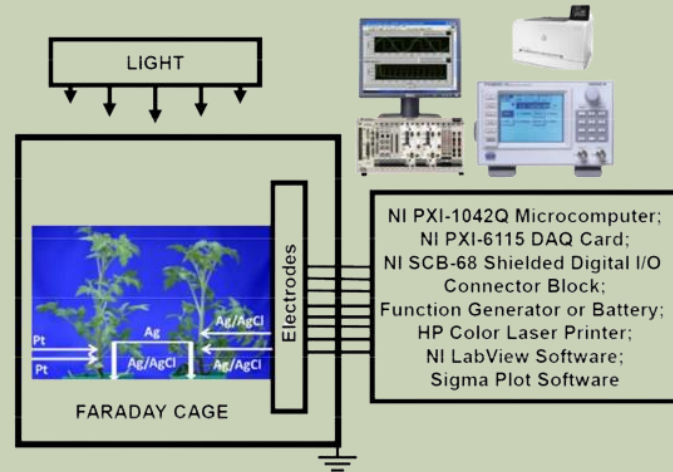 LIGHT
Electrodes
Pt
Pt
Ag
Ag/AgCl
Ag/AgCl
Ag/AgCl
FARADAY CAGE
NI PXI-1042Q Microcomputer;
NI PXI-6115 DAQ Card;
NI SCB-68 Shielded Digital I/O
Connector Block;
Function Generator or Battery;
HP Color Laser Printer;
NI LabView Software;
Sigma Plot Software